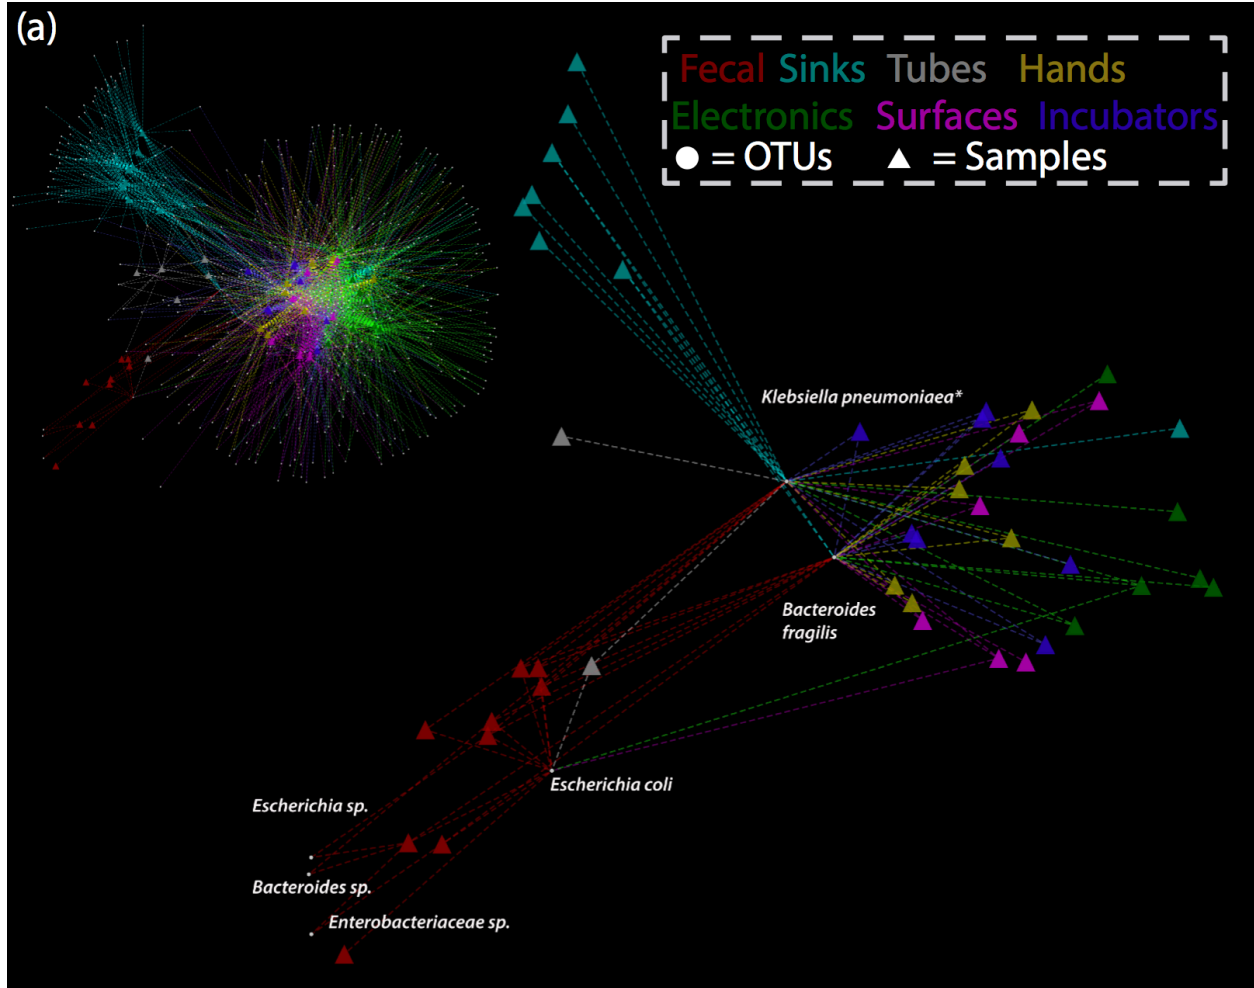 (a)
Fecal Sinks Tubes Hands
Electronics Surfaces Incubators
= OTUs = Samples
Klebsiella pneumoniaea*
Bacteroides
fragilis
Escherichia coli
Escherichia sp.
Bacteroides sp.
Enterobacteriaceae sp.